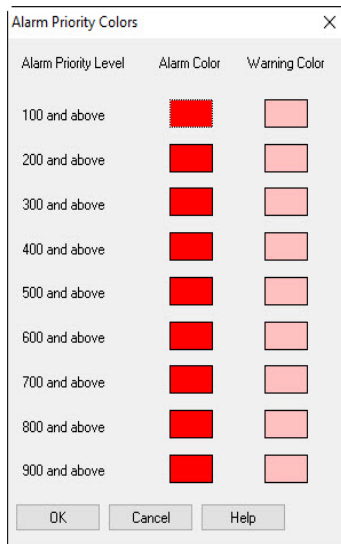 Alarm Priority Colors
Alarm Priority Level Alarm Color Warning Color
100 and above
200 and above
300 and above
400 and above
500 and above
600 and above
700 and above
800 and above
900 and above
OK Cancel Help